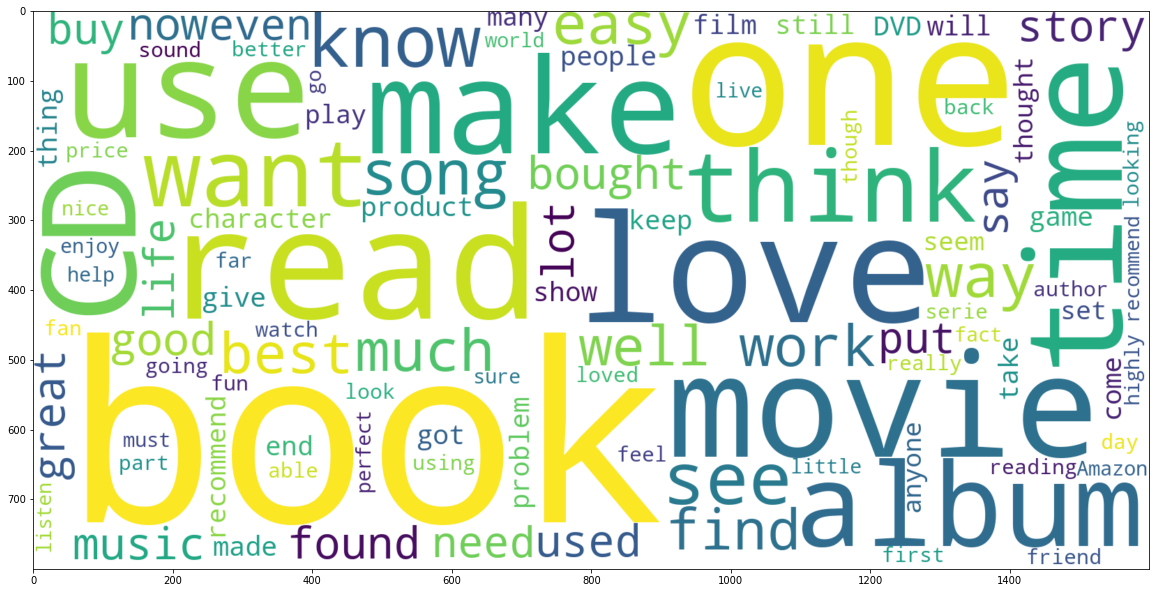 0
buy now even know many easy film still DVD will story
sound better world people
100
use go make one live back thought time
thing play though
price
200
want song bought think say looking
nice product
300
CD character read lot keep love game
enjoy life seem
help far way
400
give show author
serie set
fan watch
good best much well work put fact
500
going really take recommend
great fun sure loved highly
look come
book movie
600
must recommend end perfect got problem feel anyone day
part able using
see little reading Amazon
700
listen album
music made found need used find
first friend
0
200
400
600
800
1000
1200
1400